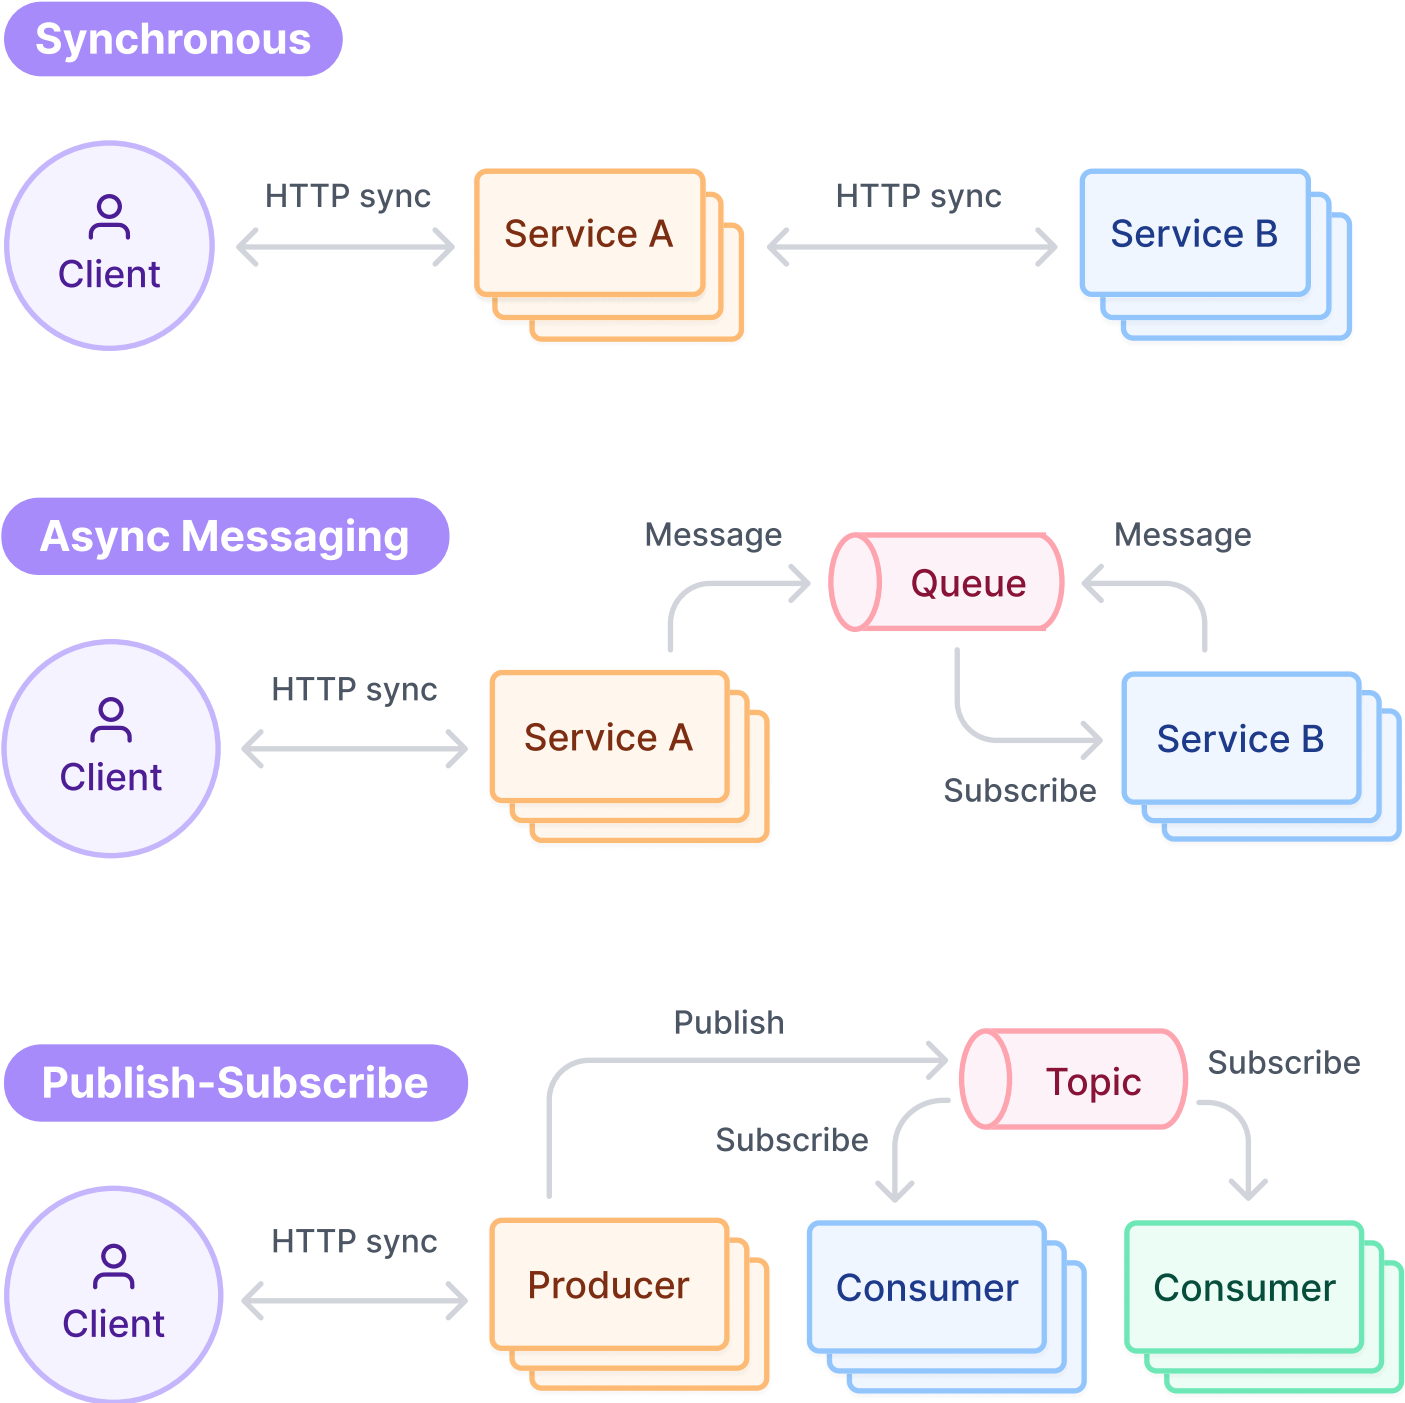 Synchronous
HTTP sync
HTTP sync
Client
Service A
Service B
Async Messaging
Message
Queue
Message
HTTP sync
Client
Service A
Service B
Subscribe
Publish
Publish-Subscribe
Topic
Subscribe
Subscribe
HTTP sync
Client
Producer
Consumer
Consumer